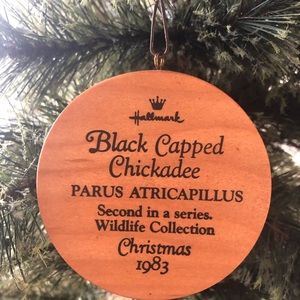 Hallmark
Black Capped
Chickadee
PARUS ATRICAPILLUS
Second in a series.
Wildlife Collection
Christmas
1983